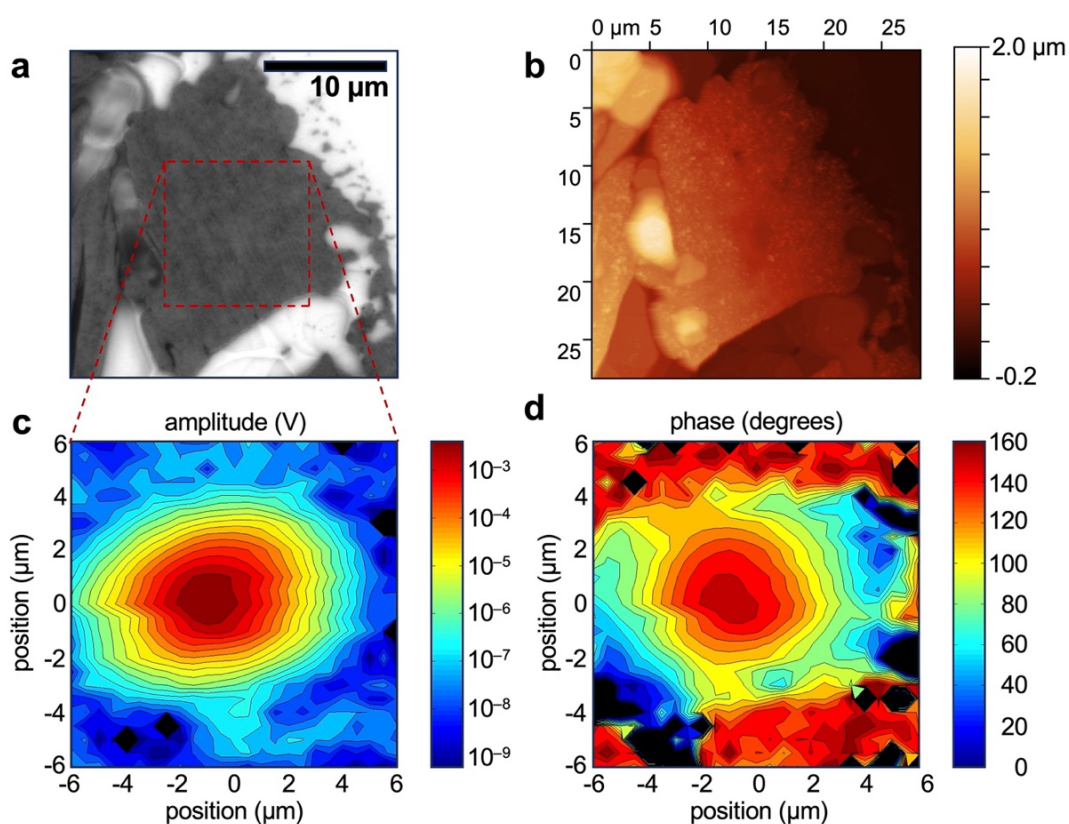 a
10 µm
b
0 µm 5 10 15 20 25
0
5
10
15
20
25
2.0 µm
-0.2
c
amplitude (V)
6
4
2
0
-2
-4
-6
position (µm)
-6 -4 -2 0 2 4 6
position (µm)
10⁻³
10⁻⁴
10⁻⁵
10⁻⁶
10⁻⁷
10⁻⁸
10⁻⁹
d
phase (degrees)
6
4
2
0
-2
-4
-6
position (µm)
-6 -4 -2 0 2 4 6
position (µm)
160
140
120
100
80
60
40
20
0